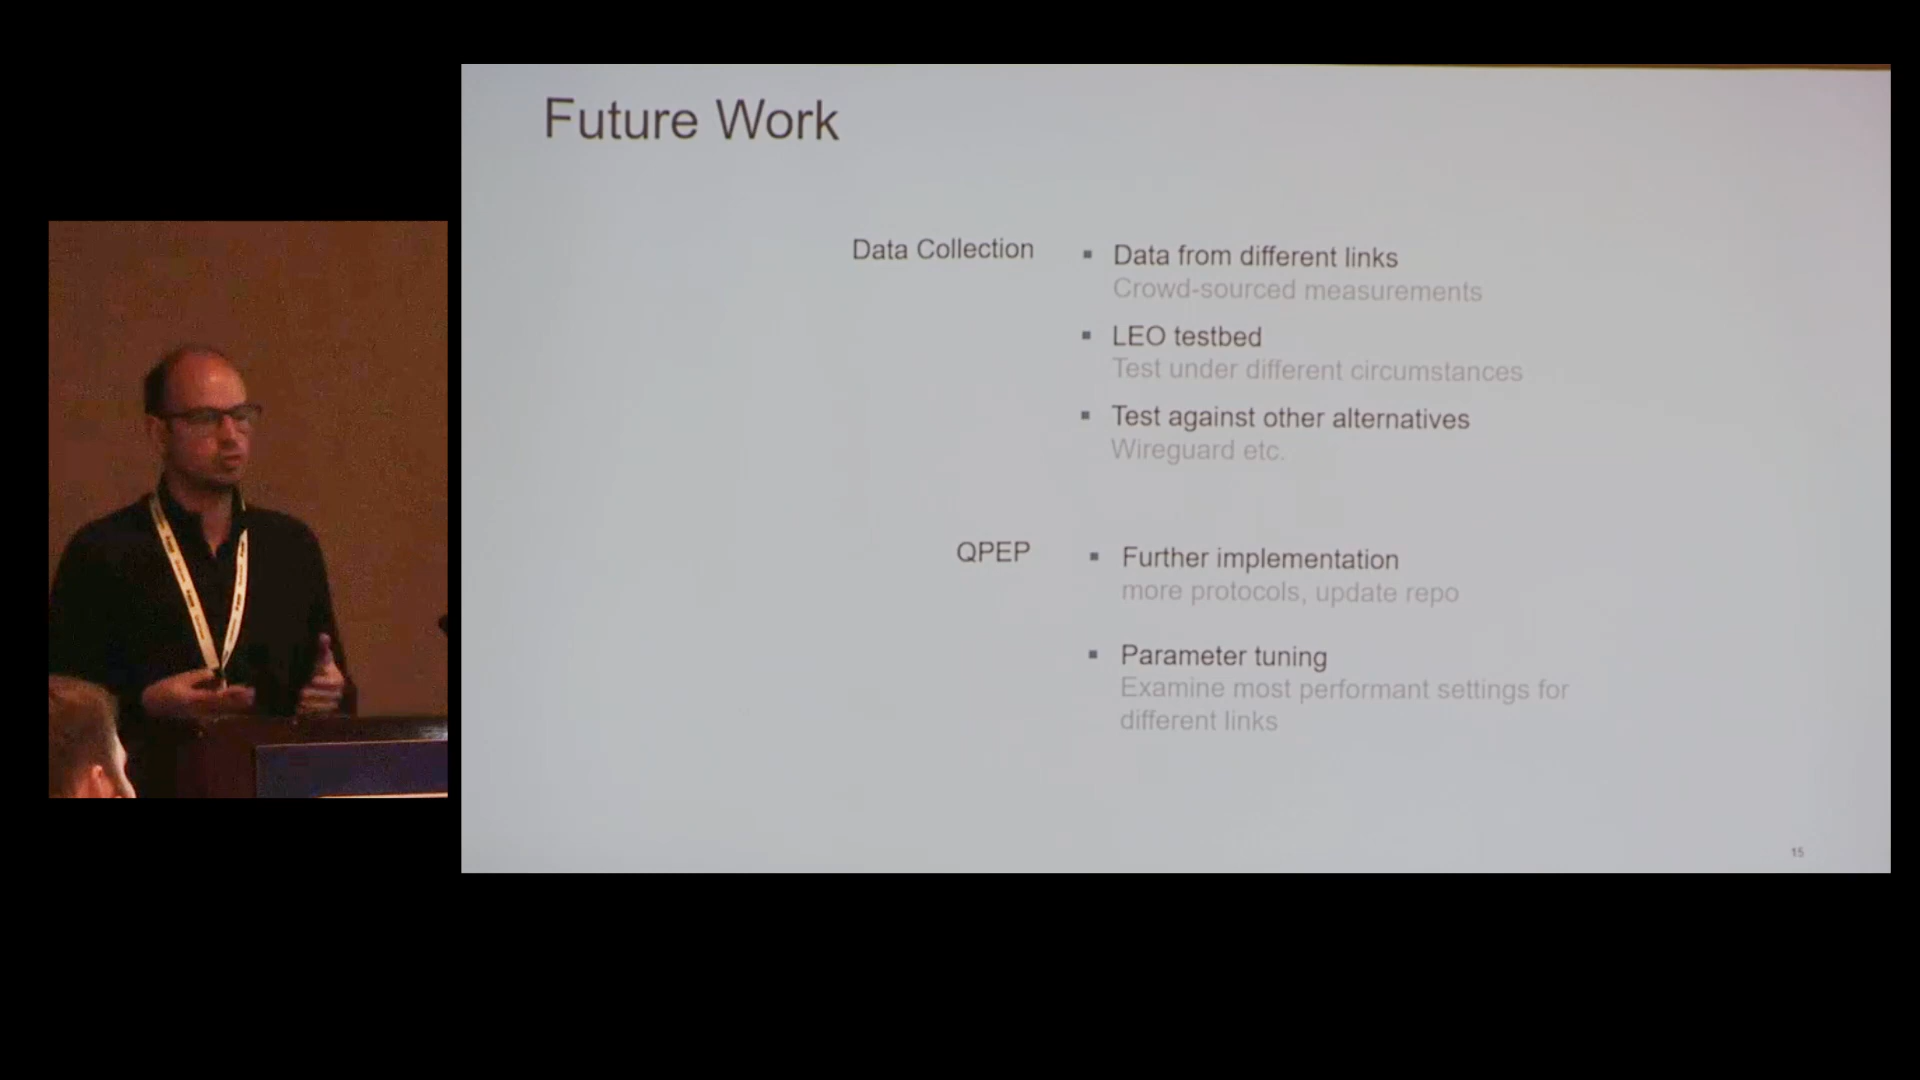 Future Work
Data Collection
▪ Data from different links
Crowd-sourced measurements
▪ LEO testbed
Test under different circumstances
▪ Test against other alternatives
Wireguard etc.
QPEP
▪ Further implementation
more protocols, update repo
▪ Parameter tuning
Examine most performant settings for
different links
15